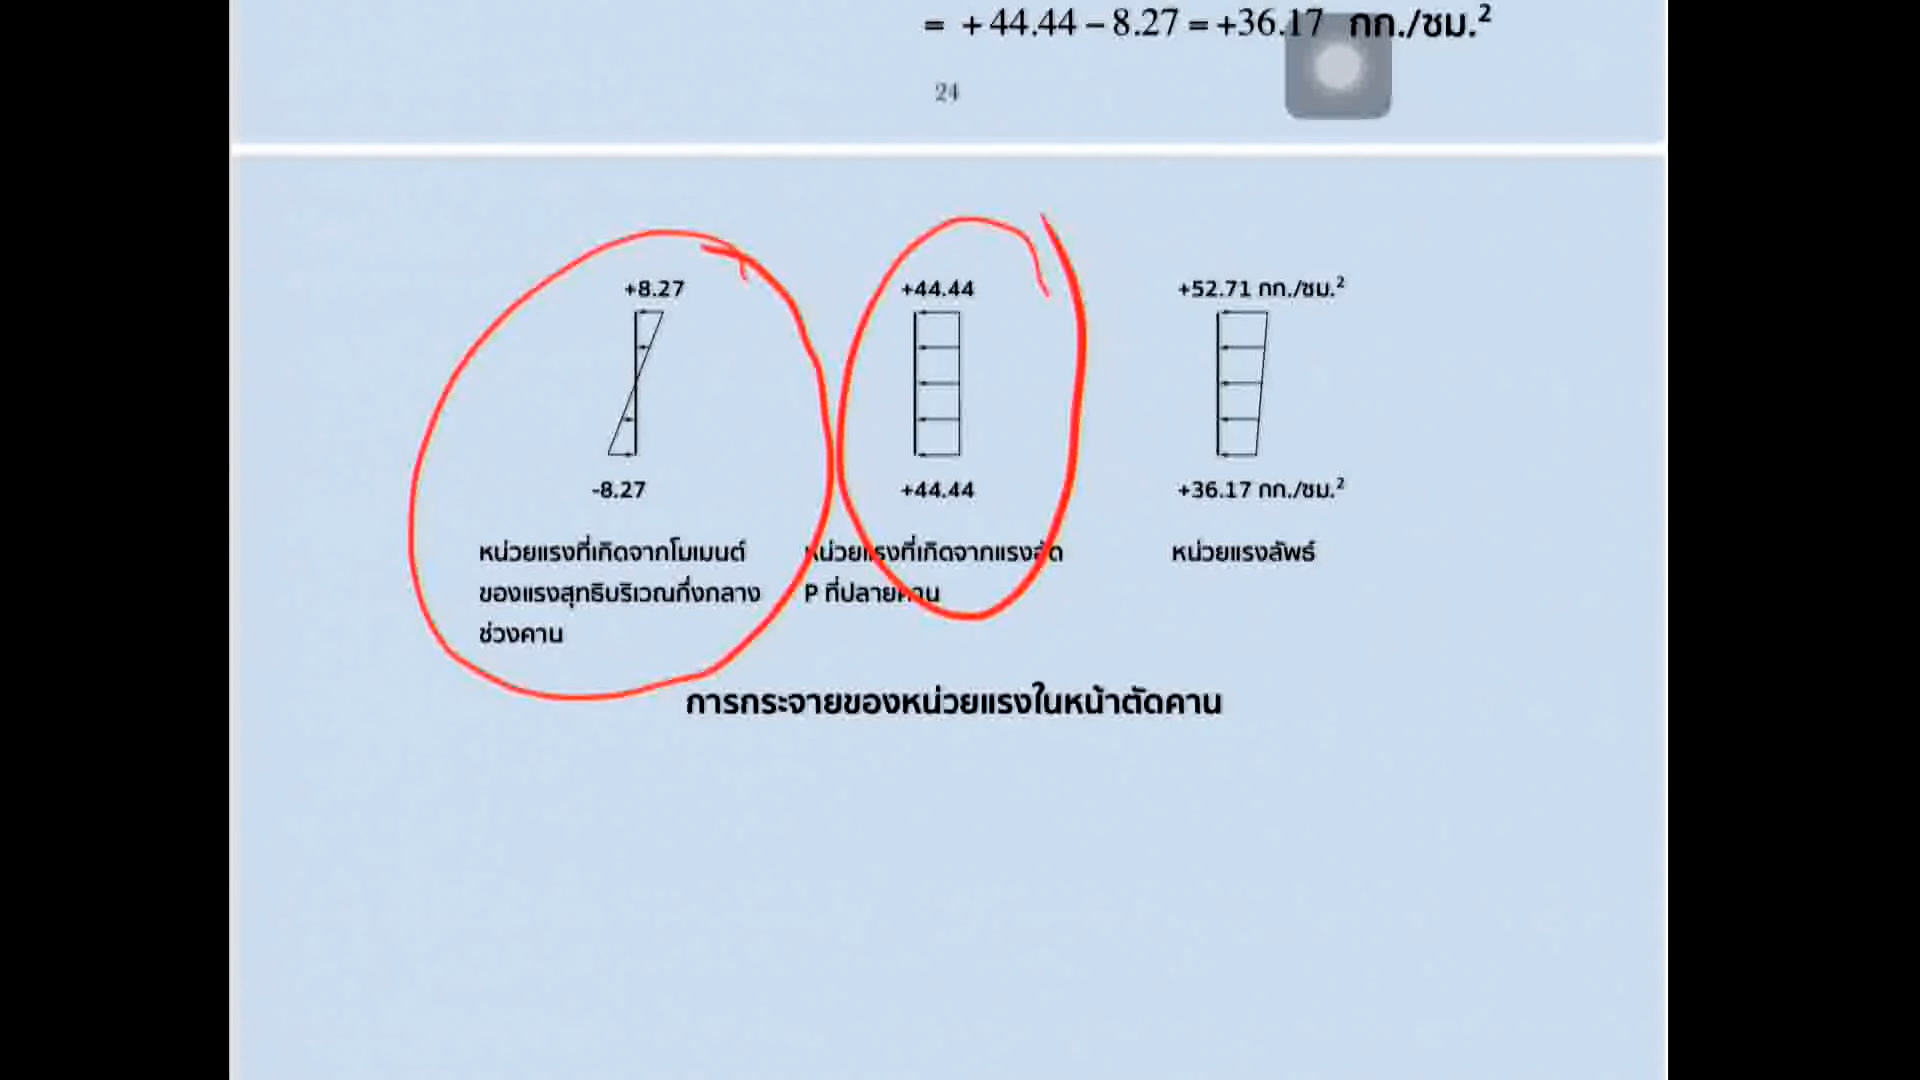 = +44.44 – 8.27 = +36.17 กก./ซม.²
24
+8.27 +44.44 +52.71 กก./ซม.²
-8.27 +44.44 +36.17 กก./ซม.²
หน่วยแรงที่เกิดจากโมเมนต์
ของแรงสุทธิบริเวณกึ่งกลาง
ช่วงคาน
หน่วยแรงที่เกิดจากแรงอัด
P ที่ปลายคาน
หน่วยแรงลัพธ์
การกระจายของหน่วยแรงในหน้าตัดคาน